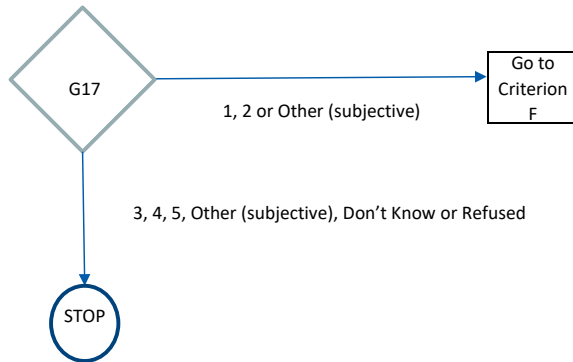 G17
Go to
Criterion
F
1, 2 or Other (subjective)
3, 4, 5, Other (subjective), Don’t Know or Refused
STOP